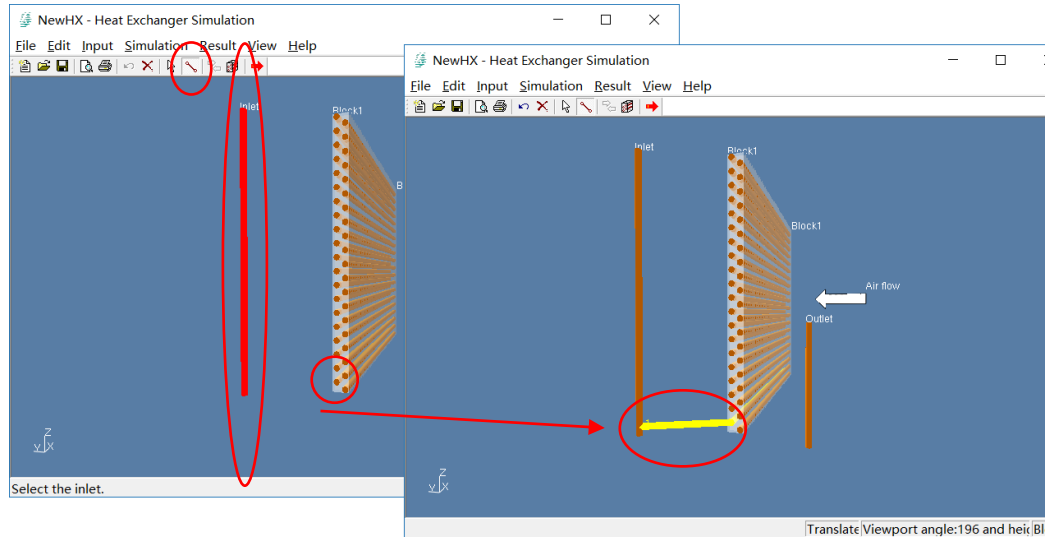 NewHX - Heat Exchanger Simulation
File Edit Input Simulation Result View Help
Inlet
Block1
B
Z
y X
Select the inlet.
NewHX - Heat Exchanger Simulation
File Edit Input Simulation Result View Help
Inlet
Block1
Block1
Air flow
Outlet
Z
y X
Translate Viewport angle:196 and heic Bl